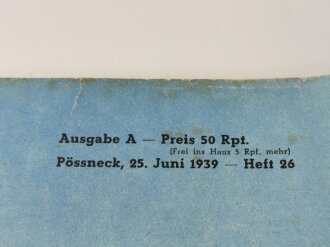 Ausgabe A — Preis 50 Rpf.
(Frei ins Haus 5 Rpf. mehr)
Pössneck, 25. Juni 1939 — Heft 26